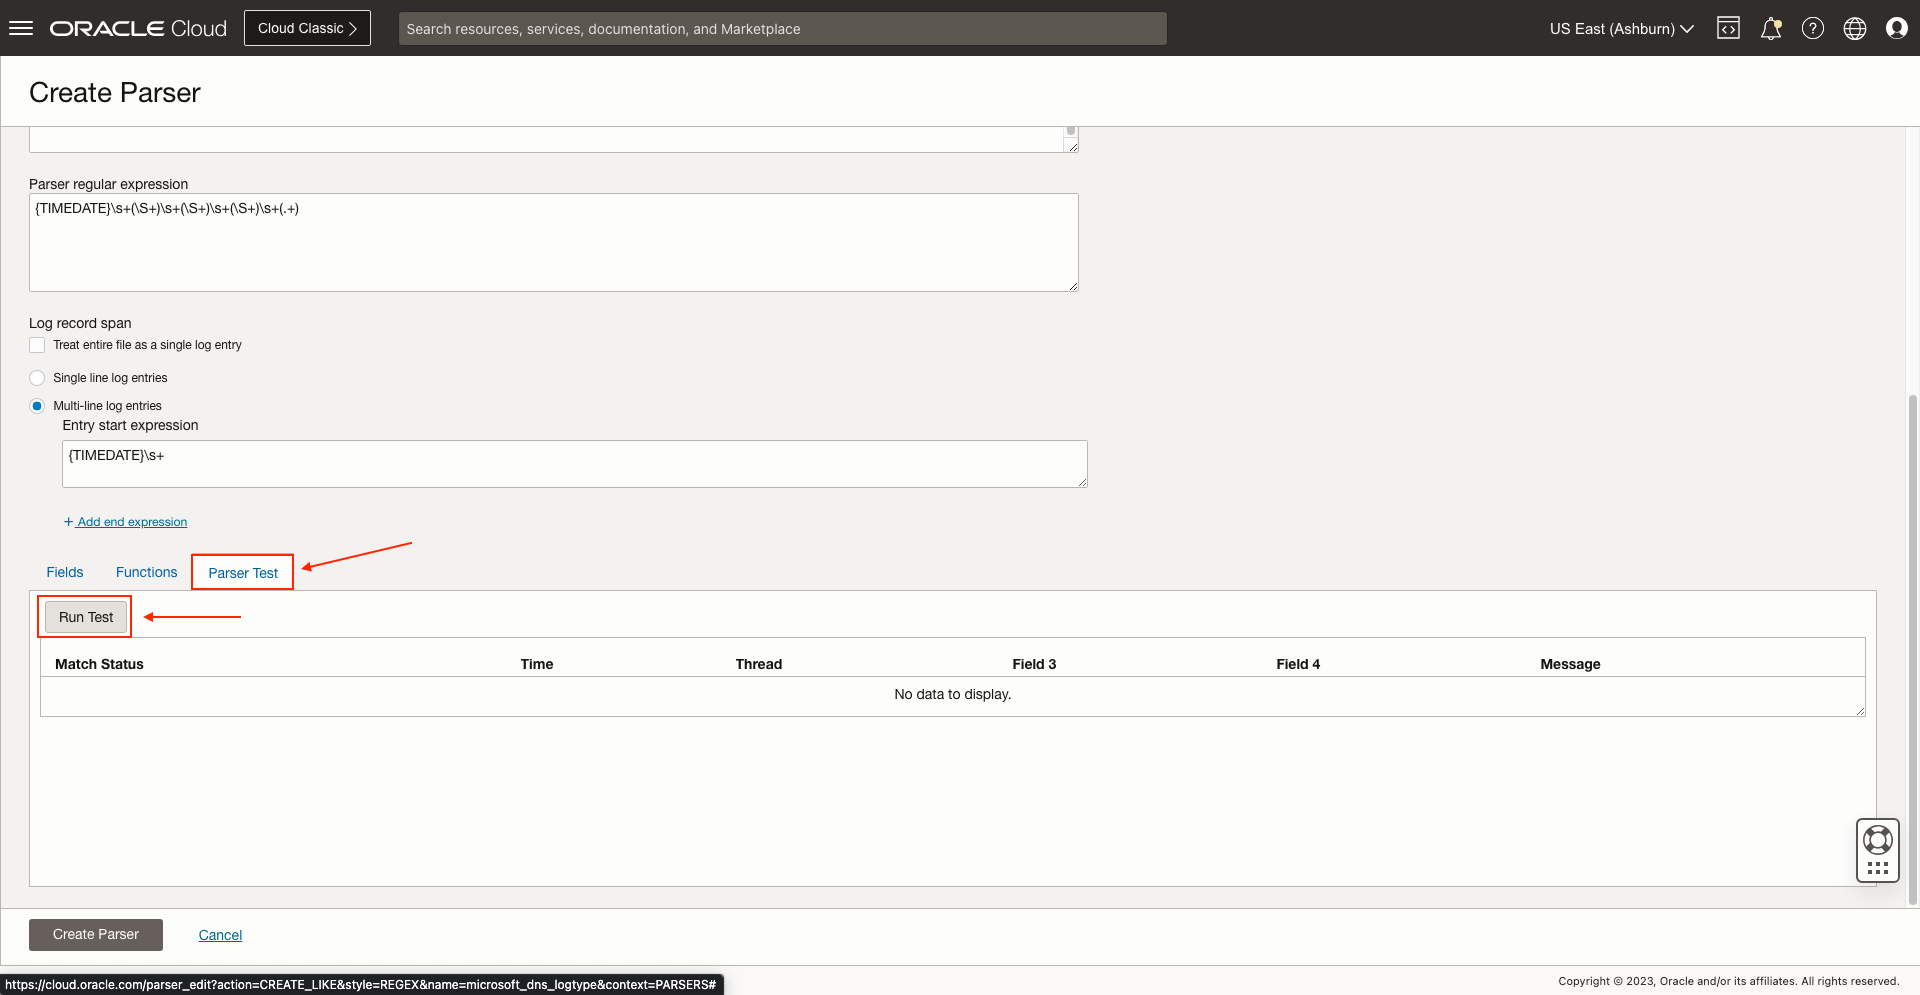 ORACLE Cloud
Cloud Classic
Search resources, services, documentation, and Marketplace
US East (Ashburn)
Create Parser
Parser regular expression
{TIMEDATE}\s+(\S+)\s+(\S+)\s+(\S+)\s+(.+)
Log record span
Treat entire file as a single log entry
Single line log entries
Multi-line log entries
Entry start expression
{TIMEDATE}\s+
+ Add end expression
Fields Functions Parser Test
Run Test
Match Status Time Thread Field 3 Field 4 Message
No data to display.
Create Parser Cancel
https://cloud.oracle.com/parser_edit?action=CREATE_LIKE&style=REGEX&name=microsoft_dns_logtype&context=PARSERS#
Copyright © 2023, Oracle and/or its affiliates. All rights reserved.